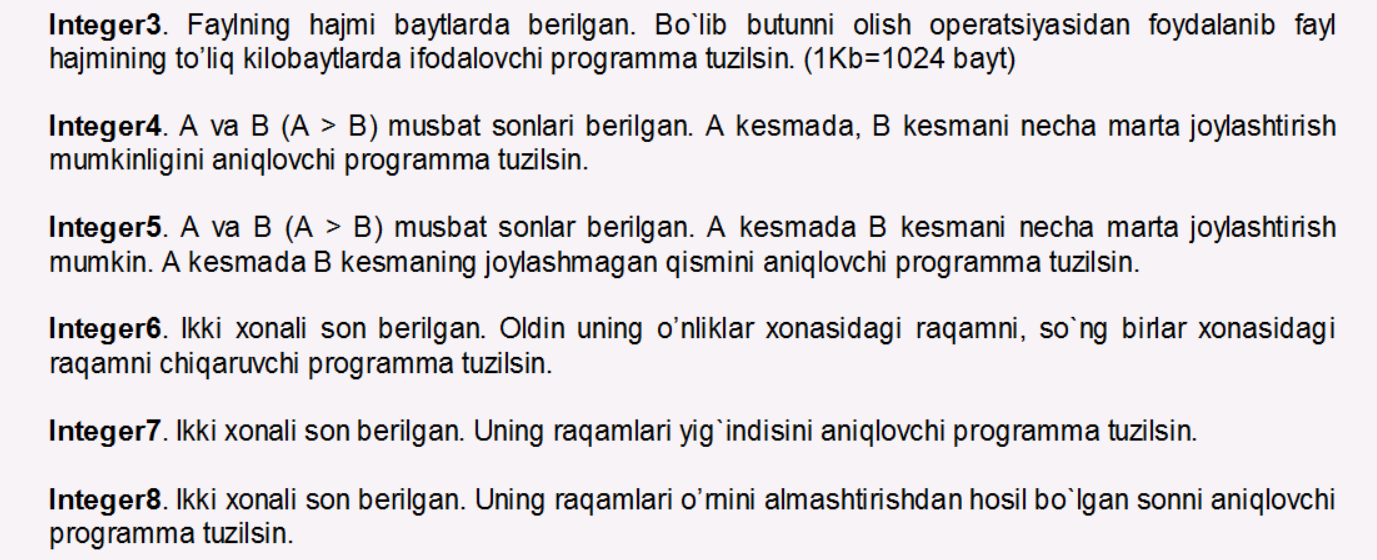 Integer3. Faylning hajmi baytlarda berilgan. Bo`lib butunni olish operatsiyasidan foydalanib fayl
hajmining to’liq kilobaytlarda ifodalovchi programma tuzilsin. (1Kb=1024 bayt)
Integer4. A va B (A > B) musbat sonlari berilgan. A kesmada, B kesmani necha marta joylashtirish
mumkinligini aniqlovchi programma tuzilsin.
Integer5. A va B (A > B) musbat sonlar berilgan. A kesmada B kesmani necha marta joylashtirish
mumkin. A kesmada B kesmaning joylashmagan qismini aniqlovchi programma tuzilsin.
Integer6. Ikki xonali son berilgan. Oldin uning o’nliklar xonasidagi raqamni, so`ng birlar xonasidagi
raqamni chiqaruvchi programma tuzilsin.
Integer7. Ikki xonali son berilgan. Uning raqamlari yig`indisini aniqlovchi programma tuzilsin.
Integer8. Ikki xonali son berilgan. Uning raqamlari o’rnini almashtirishdan hosil bo`lgan sonni aniqlovchi
programma tuzilsin.